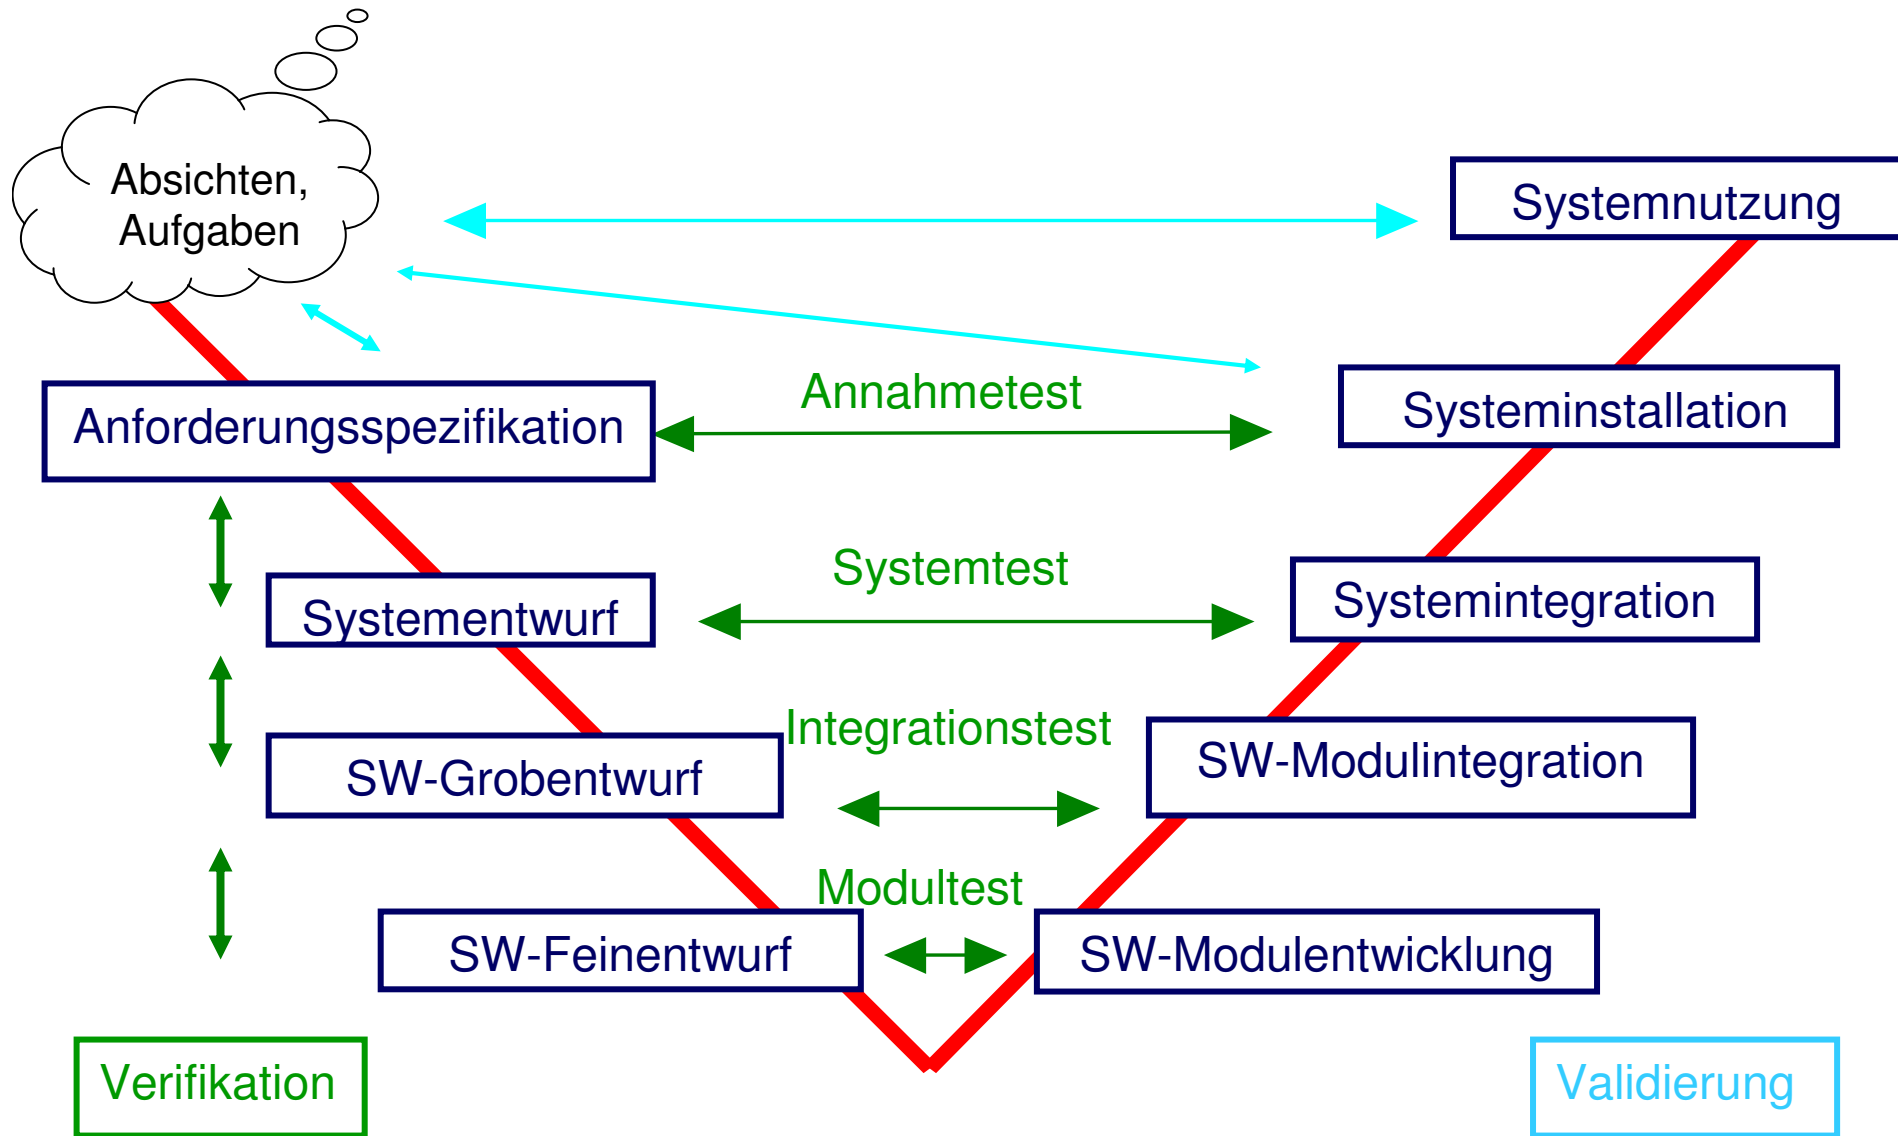 Absichten,
Aufgaben
Systemnutzung
Anforderungsspezifikation
Annahmetest
Systeminstallation
Systementwurf
Systemtest
Systemintegration
SW-Grobentwurf
Integrationstest
SW-Modulintegration
Modultest
SW-Feinentwurf
SW-Modulentwicklung
Verifikation
Validierung